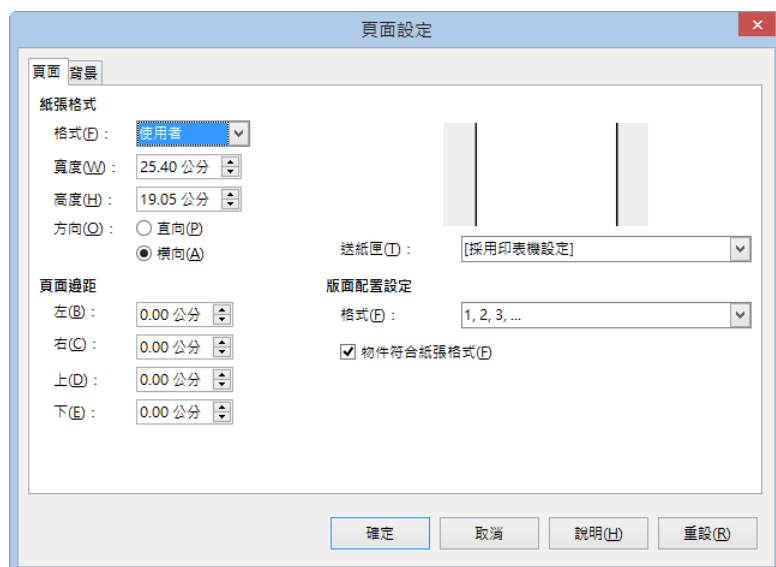 頁面設定
頁面 背景
紙張格式
格式(F)： 使用者
寬度(W)： 25.40 公分
高度(H)： 19.05 公分
方向(O)： 直向(P)
橫向(A)
送紙匣(T)： [採用印表機設定]
頁面邊距
左(B)： 0.00 公分
右(C)： 0.00 公分
上(D)： 0.00 公分
下(E)： 0.00 公分
版面配置設定
格式(F)： 1, 2, 3, ...
物件符合紙張格式(F)
確定 取消 說明(H) 重設(R)